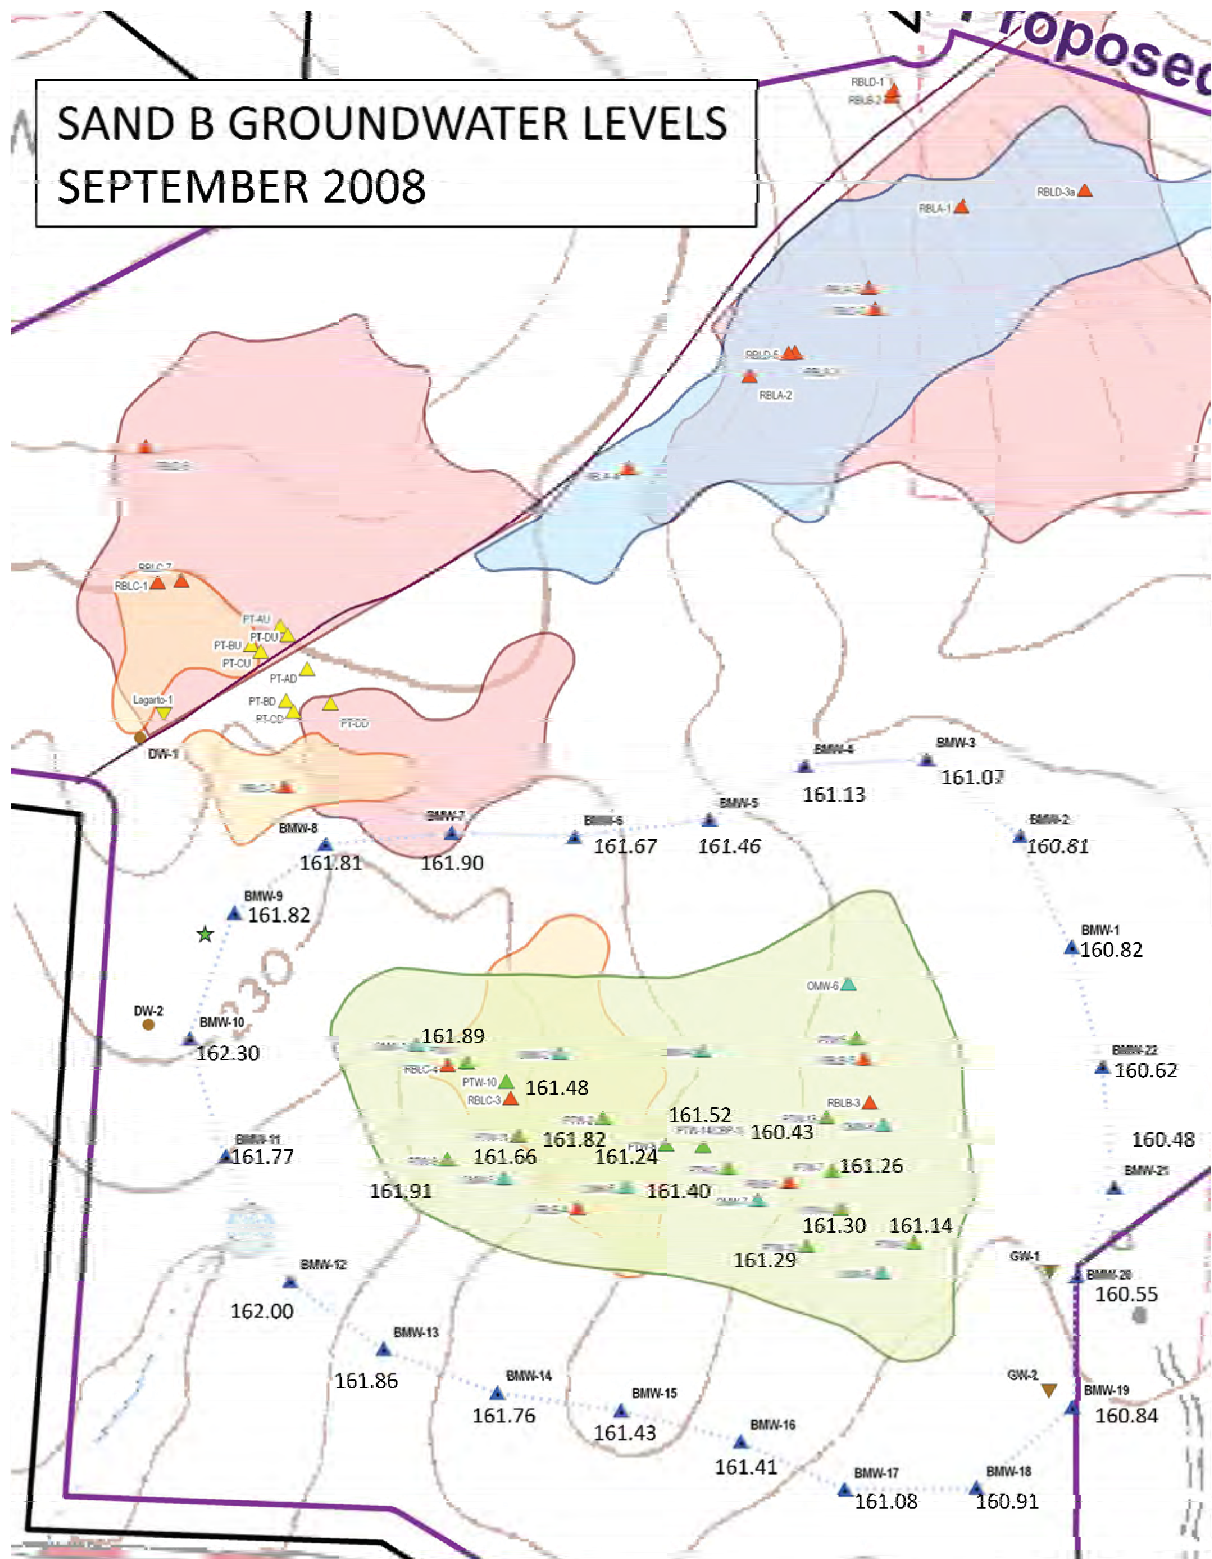 Proposed
SAND B GROUNDWATER LEVELS
SEPTEMBER 2008
RBLD-1
RBLB-2
RBLD-3a
RBLA-1
RBLD-5
RBLA-2
RBLC-1
PT-AU
PT-DU
PT-BU
PT-CU
PT-AD
Lagarto-1
PT-BD
PT-CD
PT-DD
DW-1
BMW-4
161.13
BMW-3
161.07
BMW-5
161.46
BMW-2
160.81
BMW-6
161.67
BMW-7
161.90
BMW-8
161.81
BMW-9
161.82
BMW-1
160.82
330
OMW-6
DW-2
BMW-10
162.30
161.89
RBLC-4
PTW-10
161.48
RBLC-3
BMW-22
160.62
RBLB-3
161.52
160.43
161.82
161.66
161.24
160.48
BMW-11
161.77
161.26
161.91
161.40
BMW-21
161.30
161.14
161.29
GW-1
BMW-20
160.55
BMW-12
162.00
BMW-13
161.86
BMW-14
161.76
BMW-15
161.43
BMW-16
161.41
GW-2
BMW-19
160.84
BMW-17
161.08
BMW-18
160.91